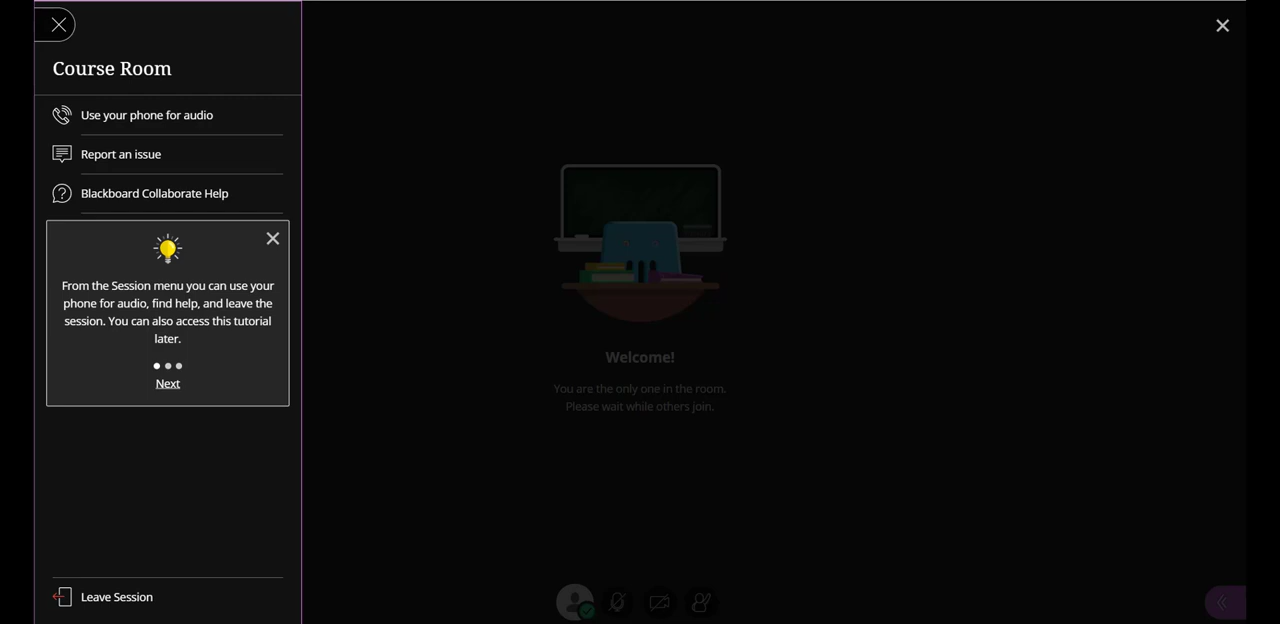 Course Room
Use your phone for audio
Report an issue
Blackboard Collaborate Help
From the Session menu you can use your
phone for audio, find help, and leave the
session. You can also access this tutorial
later.
Next
Leave Session
Welcome!
You are the only one in the room.
Please wait while others join.